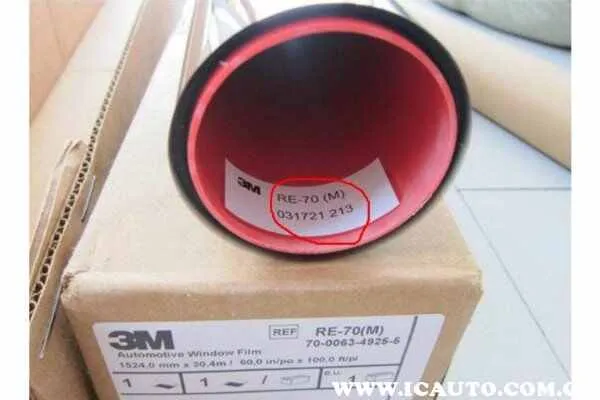 3M
RE-70 (M)
031721 213
3M
REF RE-70(M)
70-0063-4925-5
Automotive Window Film
1524,0 mm x 30.4m / 60,0 in/po x 100,0 ft/pi
1 1 / e.u. 1
WWW.ICAUTO.COM.C